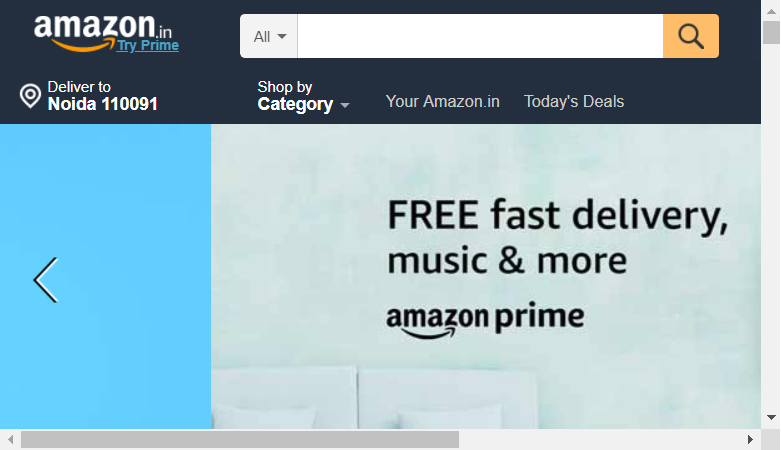 amazon.in
Try Prime
All
Deliver to
Noida 110091
Shop by
Category
Your Amazon.in
Today's Deals
FREE fast delivery,
music & more
amazon prime